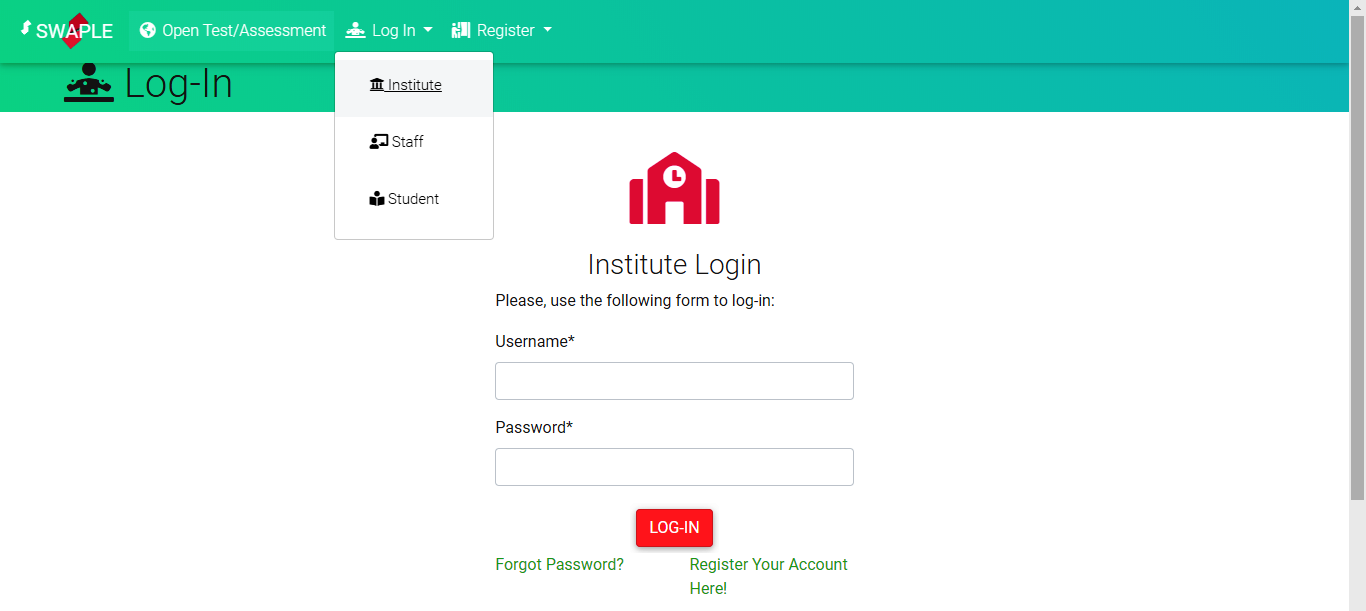 SWAPLE Open Test/Assessment Log In Register
Log-In
Institute
Staff
Student
Institute Login
Please, use the following form to log-in:
Username*
Password*
LOG-IN
Forgot Password? Register Your Account
Here!